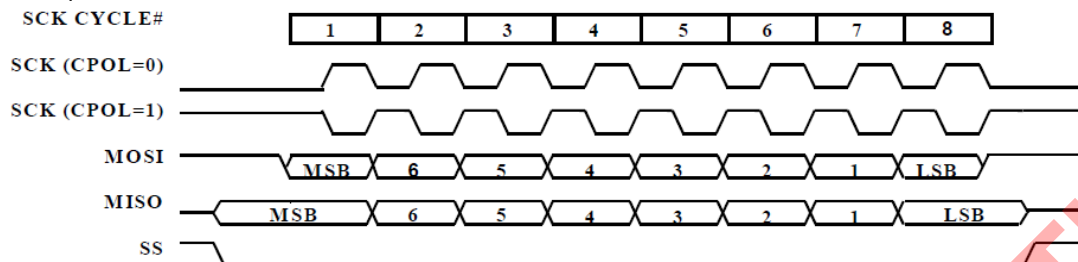 SCK CYCLE#
1 2 3 4 5 6 7 8
SCK (CPOL=0)
SCK (CPOL=1)
MOSI
MSB 6 5 4 3 2 1 LSB
MISO
MSB 6 5 4 3 2 1 LSB
SS